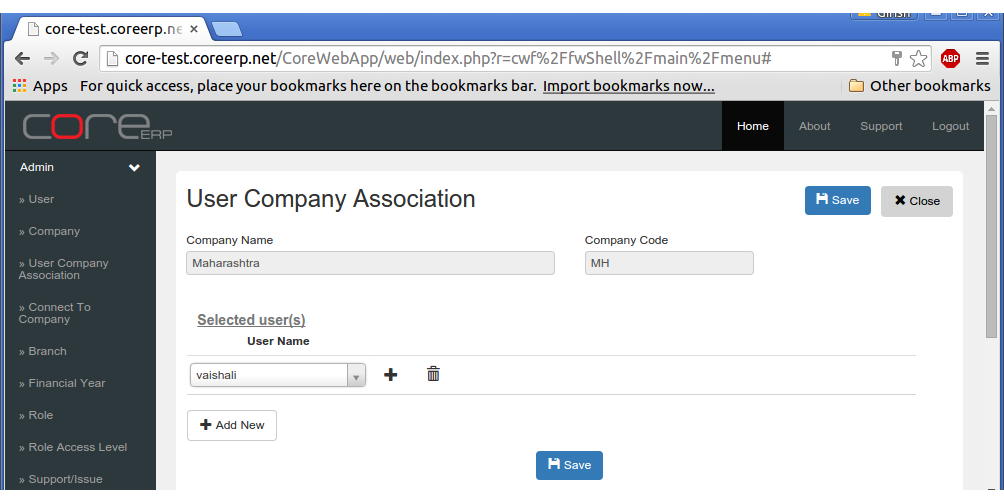 Girish
core-test.coreerp.ne ×
core-test.coreerp.net/CoreWebApp/web/index.php?r=cwf%2FfwShell%2Fmain%2Fmenu#
ABP
Apps For quick access, place your bookmarks here on the bookmarks bar. Import bookmarks now...
Other bookmarks
core ERP
Home About Support Logout
Admin
» User
» Company
» User Company
Association
» Connect To
Company
» Branch
» Financial Year
» Role
» Role Access Level
» Support/Issue
User Company Association
Save
Close
Company Name
Company Code
Maharashtra
MH
Selected user(s)
User Name
vaishali
Add New
Save